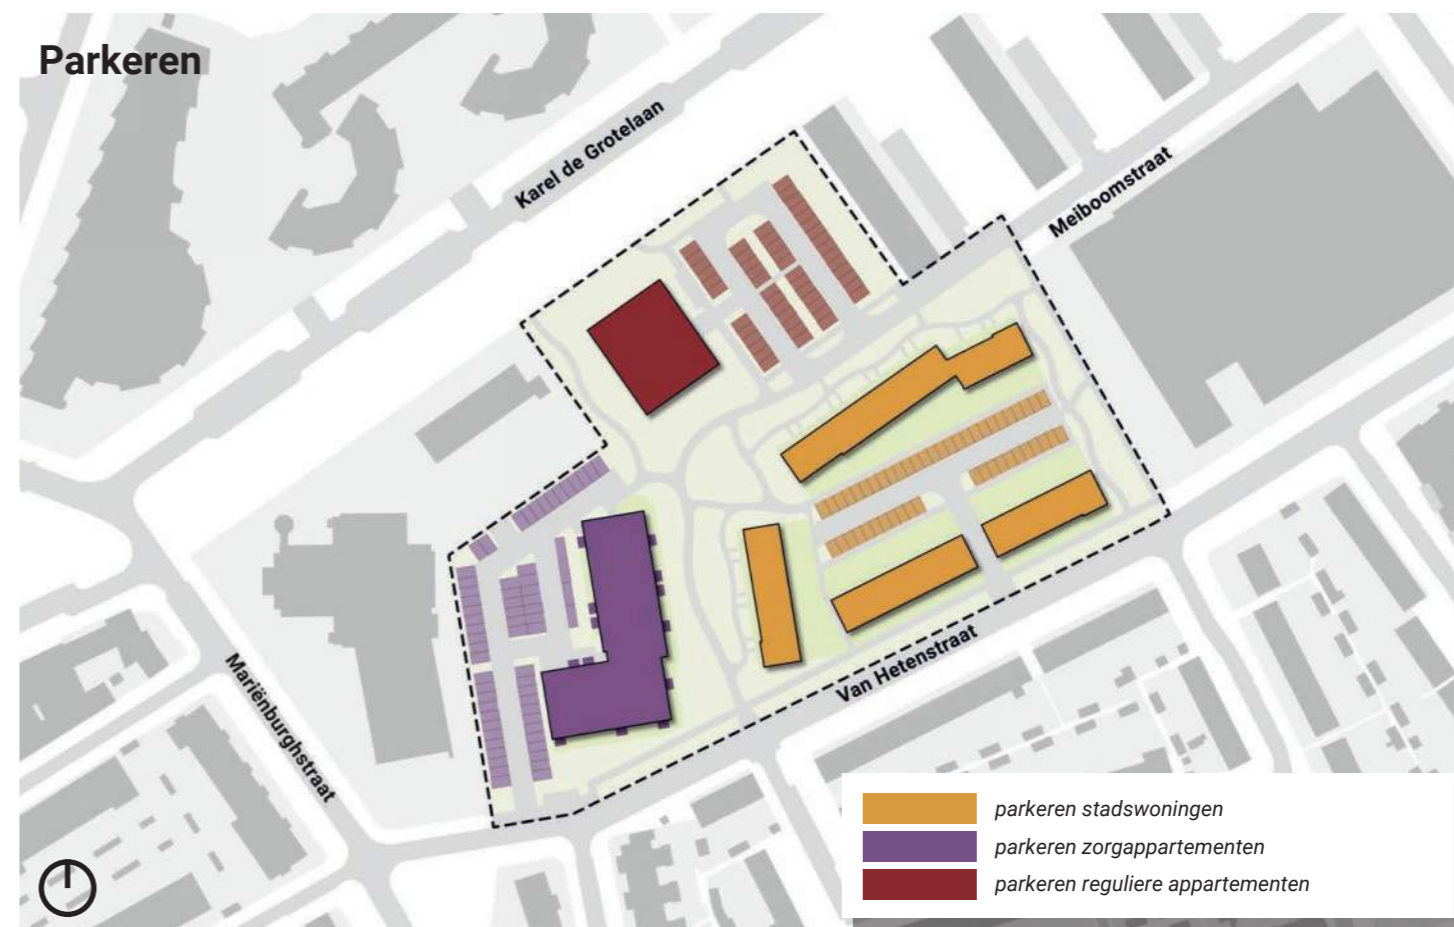 Parkeren
Karel de Grotelaan
Meiboomstraat
Van Hetenstraat
Mariënburghstraat
parkeren stadswoningen
parkeren zorgappartementen
parkeren reguliere appartementen